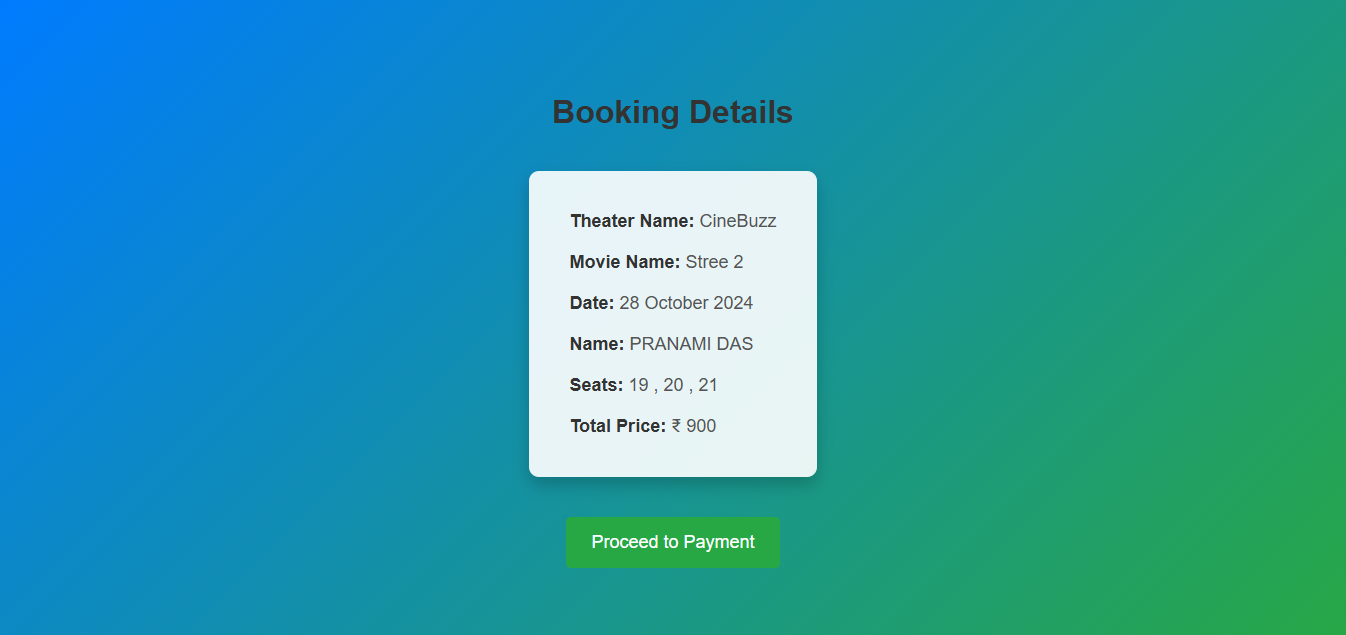 Booking Details
Theater Name: CineBuzz
Movie Name: Stree 2
Date: 28 October 2024
Name: PRANAMI DAS
Seats: 19 , 20 , 21
Total Price: ₹ 900
Proceed to Payment